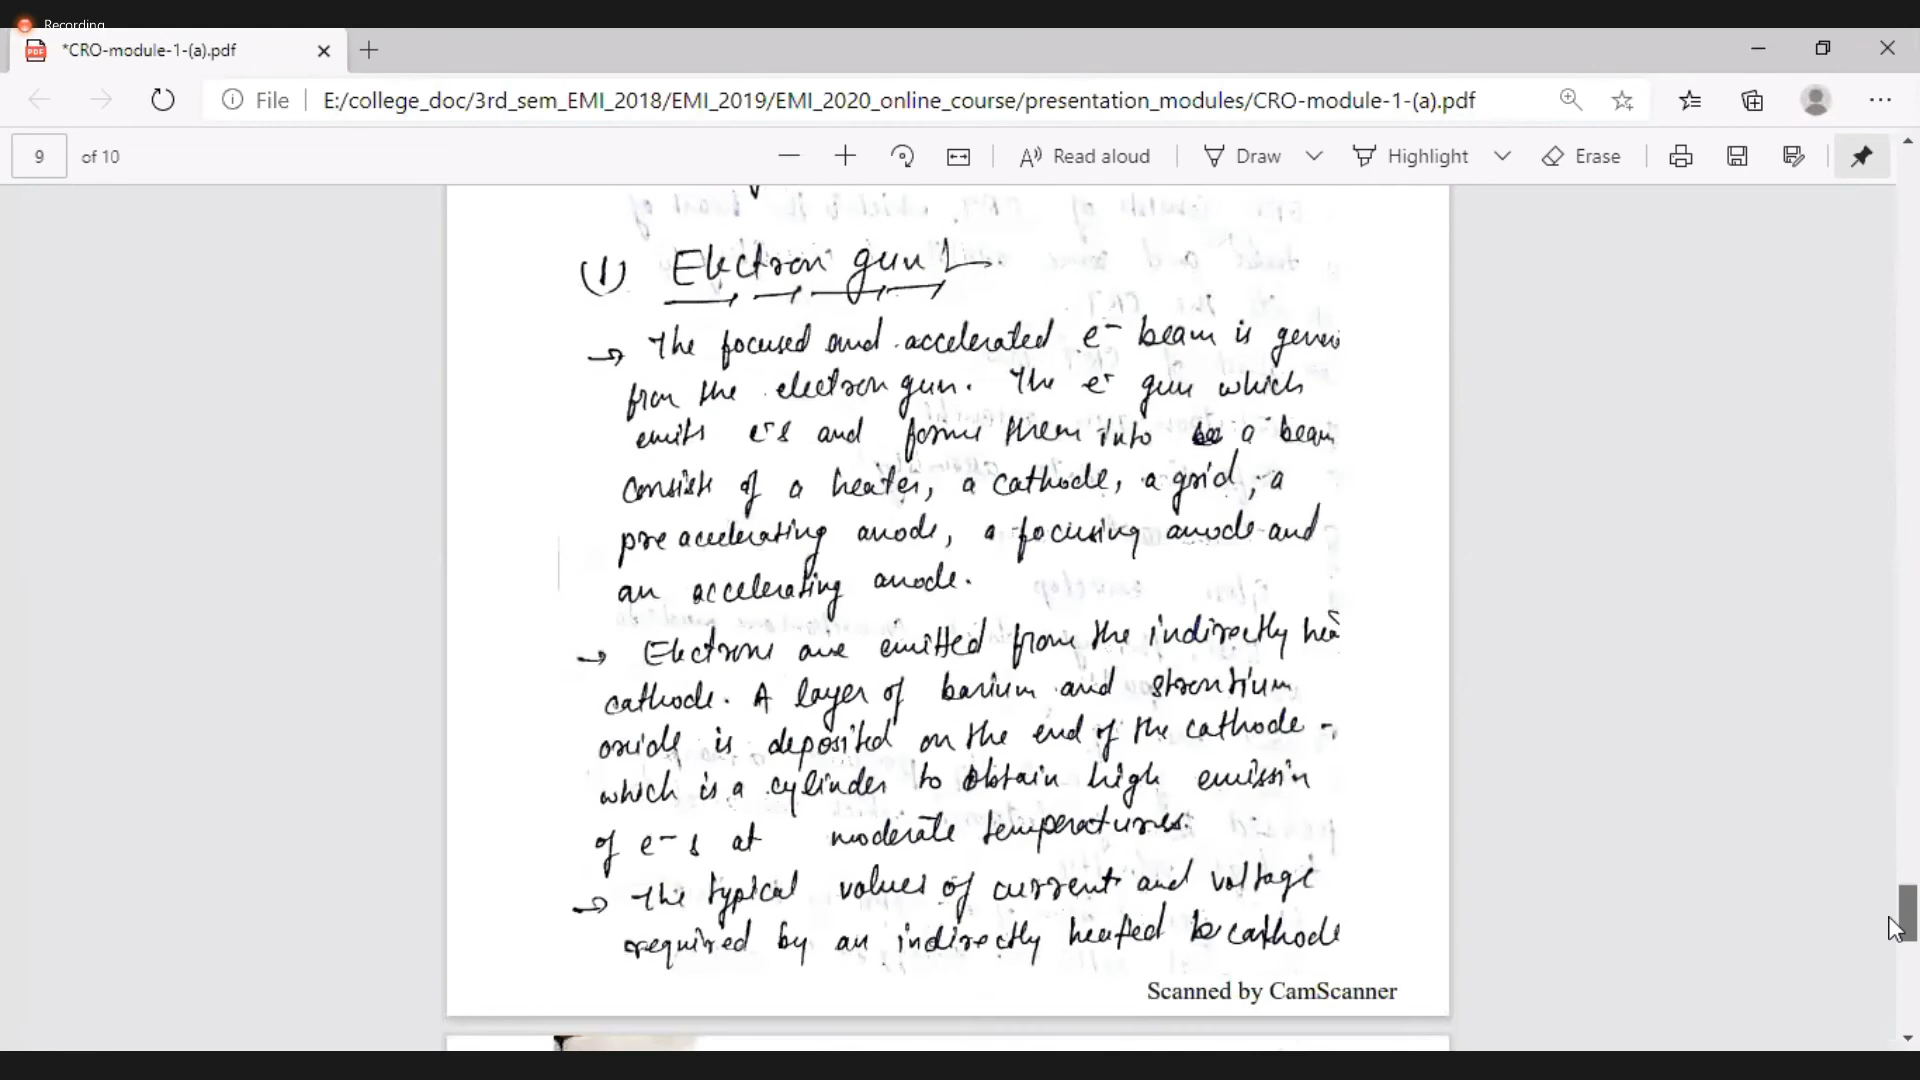 Recording
*CRO-module-1-(a).pdf
File E:/college_doc/3rd_sem_EMI_2018/EMI_2019/EMI_2020_online_course/presentation_modules/CRO-module-1-(a).pdf
9 of 10 Read aloud Draw Highlight Erase
(1) Electron gun :-
→ The focused and accelerated e- beam is gener
from the electron gun. The e- gun which
emits e-s and forms them into a beam
consists of a heater, a cathode, a grid, a
pre accelerating anode, a focusing anode and
an accelerating anode.
→ Electrons are emitted from the indirectly hea
cathode. A layer of barium and strontium
oxide is deposited on the end of the cathode -
which is a cylinder to obtain high emission
of e-s at moderate temperatures.
→ The typical values of current and voltage
required by an indirectly heated cathode
Scanned by CamScanner